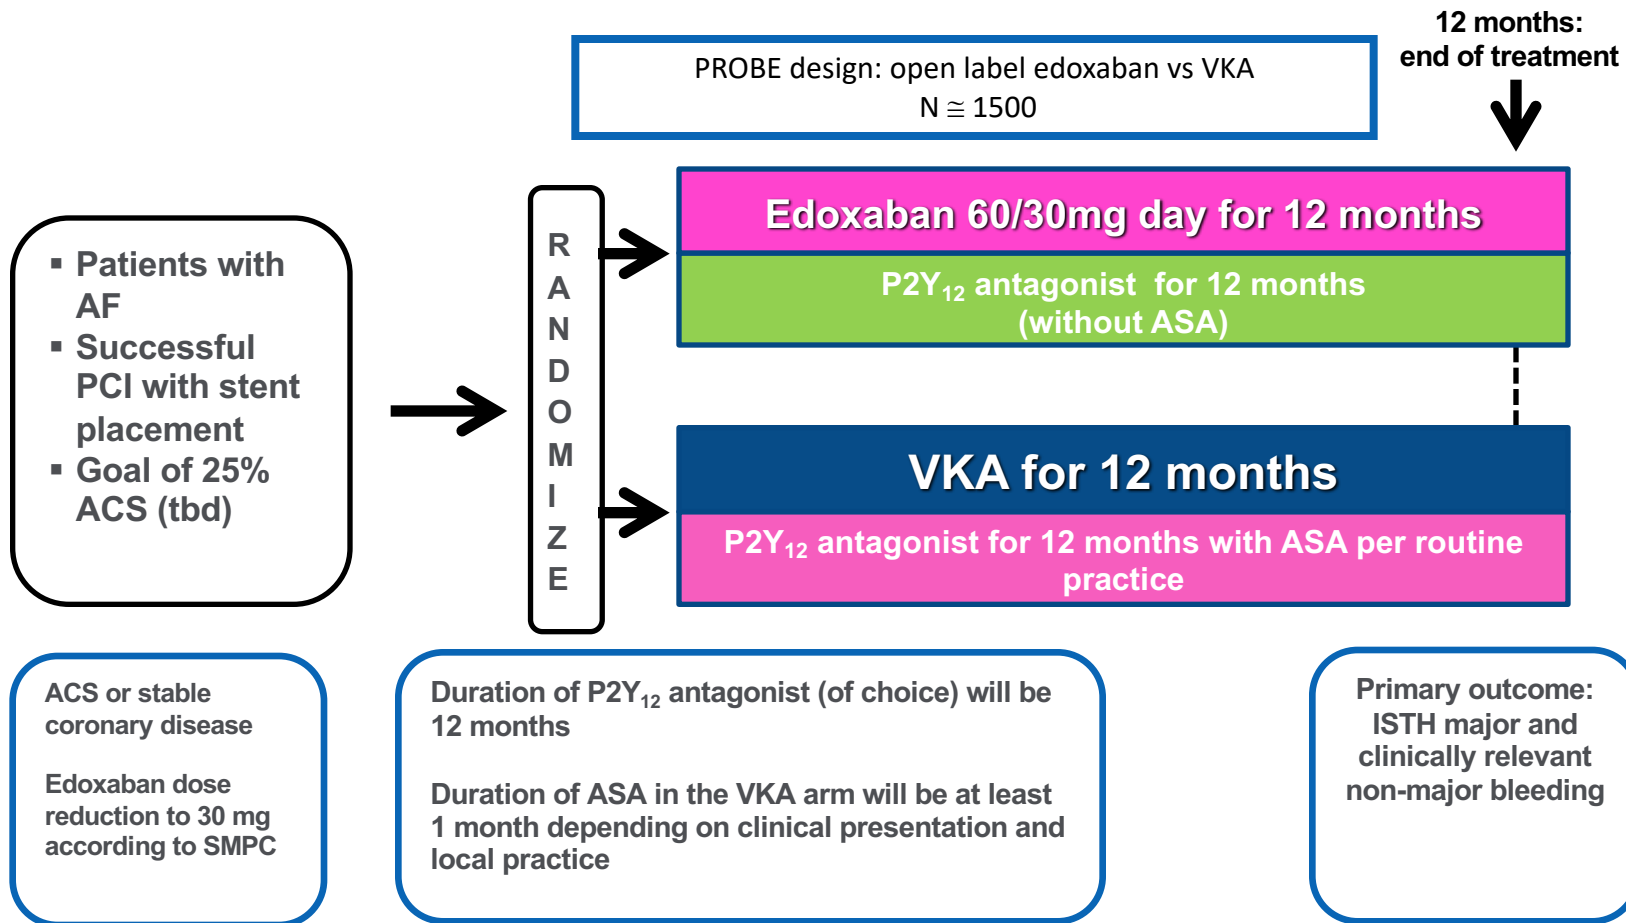 12 months:
end of treatment
PROBE design: open label edoxaban vs VKA
N ≅ 1500
▪ Patients with
AF
▪ Successful
PCI with stent
placement
▪ Goal of 25%
ACS (tbd)
R
A
N
D
O
M
I
Z
E
Edoxaban 60/30mg day for 12 months
P2Y₁₂ antagonist for 12 months
(without ASA)
VKA for 12 months
P2Y₁₂ antagonist for 12 months with ASA per routine
practice
ACS or stable
coronary disease
Edoxaban dose
reduction to 30 mg
according to SMPC
Duration of P2Y₁₂ antagonist (of choice) will be
12 months
Duration of ASA in the VKA arm will be at least
1 month depending on clinical presentation and
local practice
Primary outcome:
ISTH major and
clinically relevant
non-major bleeding